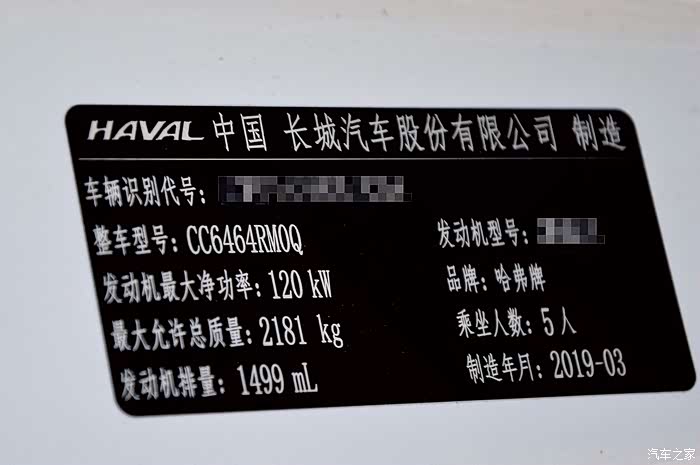 HAVAL 中国 长城汽车股份有限公司 制造
车辆识别代号:
整车型号: CC6464RM0Q 发动机型号:
发动机最大净功率: 120 kW 品牌: 哈弗牌
最大允许总质量: 2181 kg 乘坐人数: 5人
发动机排量: 1499 mL 制造年月: 2019-03
汽车之家